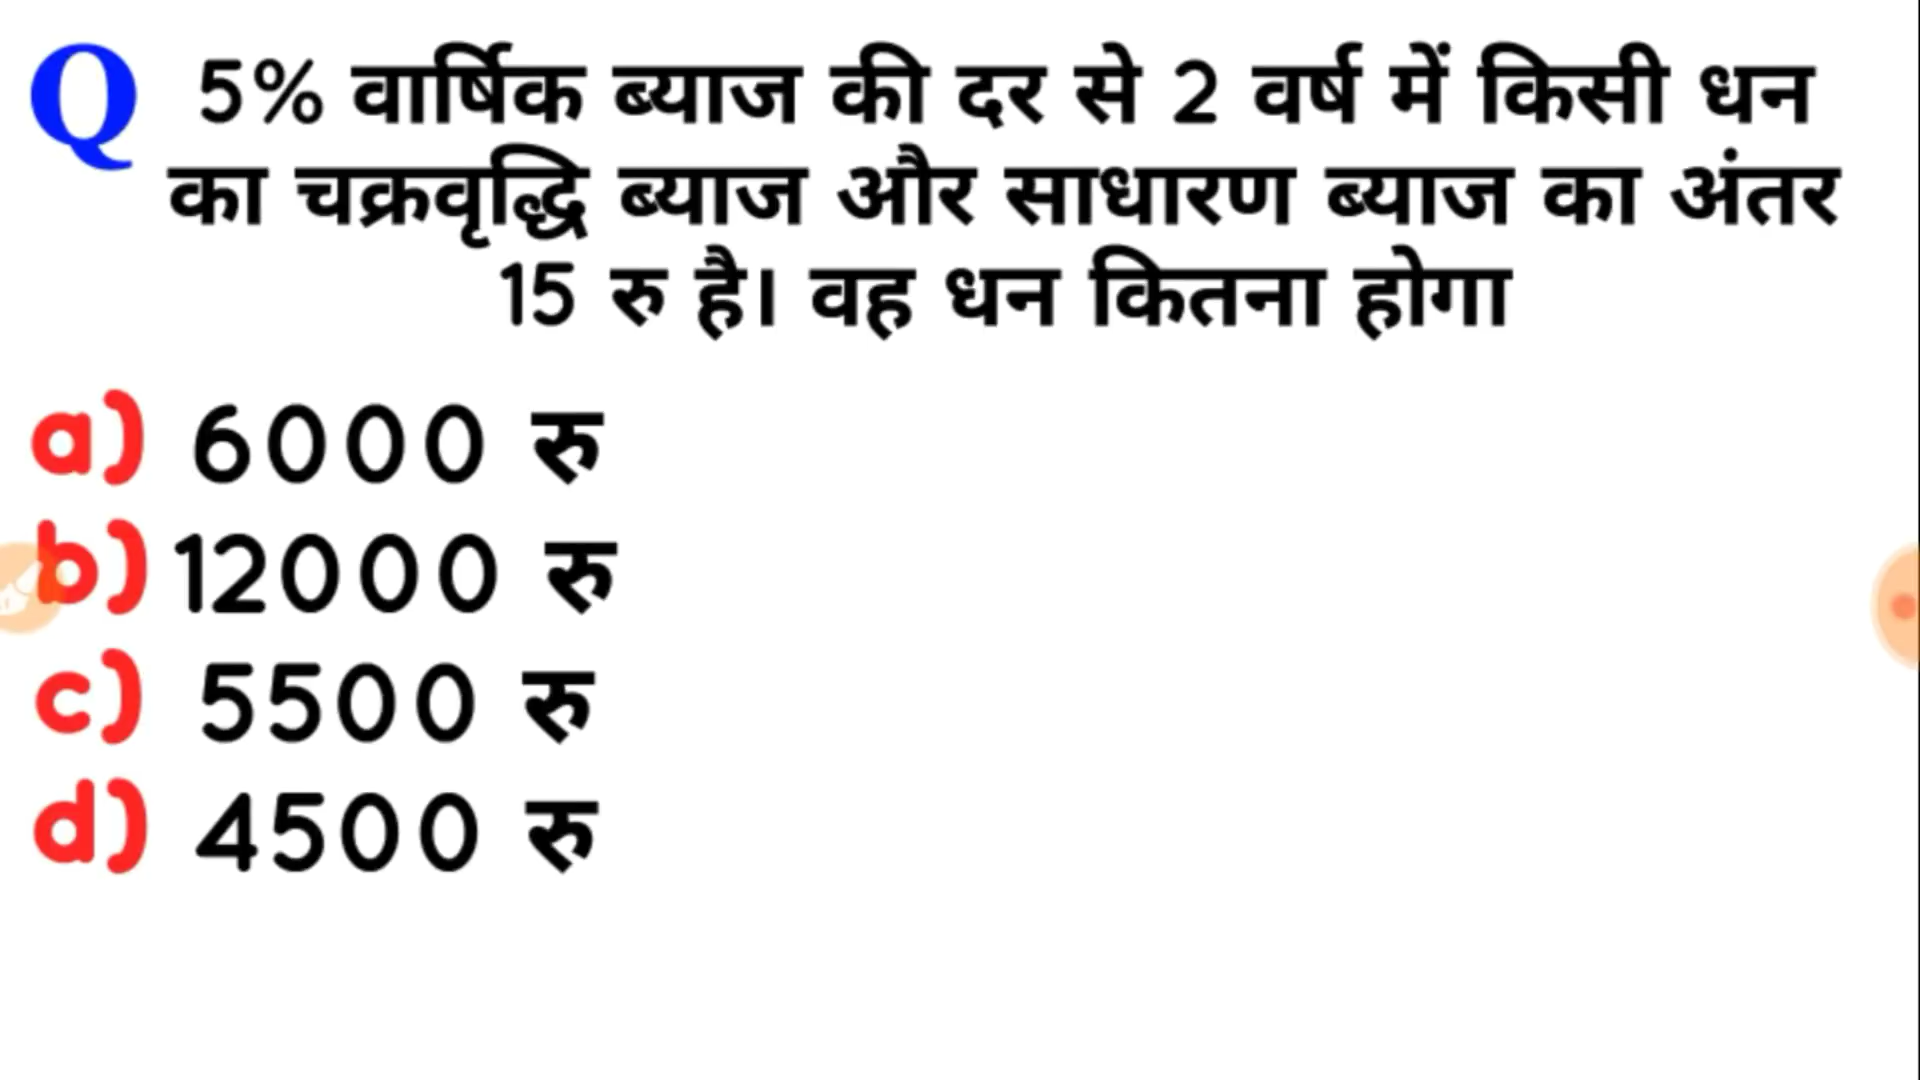 Q 5% वार्षिक ब्याज की दर से 2 वर्ष में किसी धन
का चक्रवृद्धि ब्याज और साधारण ब्याज का अंतर
15 रु है। वह धन कितना होगा
a) 6000 रु
b) 12000 रु
c) 5500 रु
d) 4500 रु